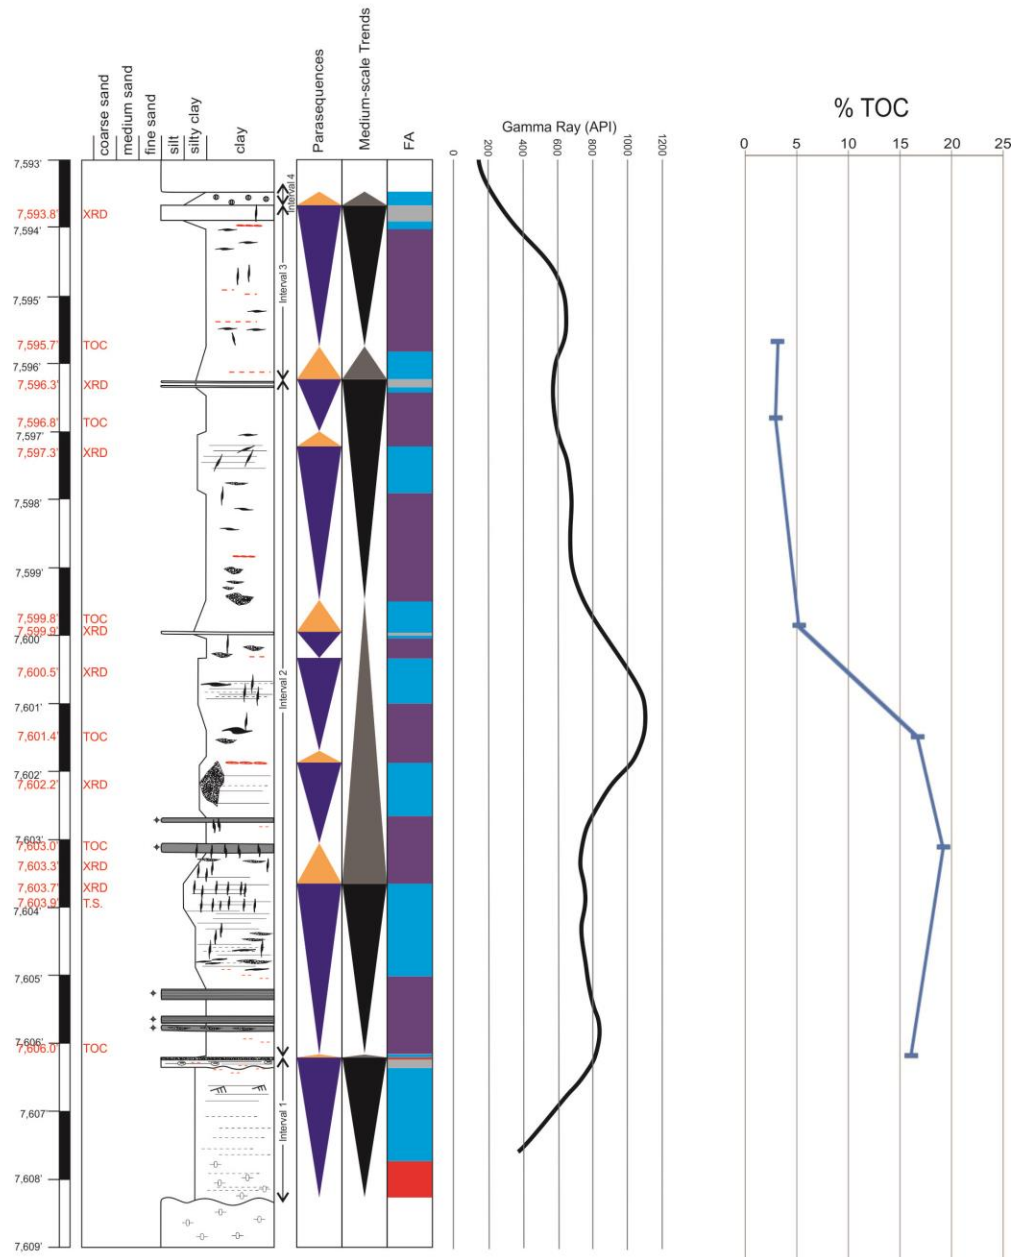 coarse sand
medium sand
fine sand
silt
silty clay
clay
Parasequences
Medium-scale Trends
FA
Gamma Ray (API)
0 200 400 600 800 1000 1200
% TOC
0 5 10 15 20 25
7,593'
Interval 4
7,593.8' XRD
7,594'
Interval 3
7,595'
7,595.7' TOC
7,596'
7,596.3' XRD
7,596.8' TOC
7,597'
7,597.3' XRD
7,598'
7,599'
7,599.8' TOC
7,599.9' XRD
7,600'
7,600.5' XRD
Interval 2
7,601'
7,601.4' TOC
7,602'
7,602.2' XRD
7,603'
7,603.0' TOC
7,603.3' XRD
7,603.7' XRD
7,603.9' T.S.
7,604'
7,605'
7,606'
7,606.0' TOC
7,607'
Interval 1
7,608'
7,609'